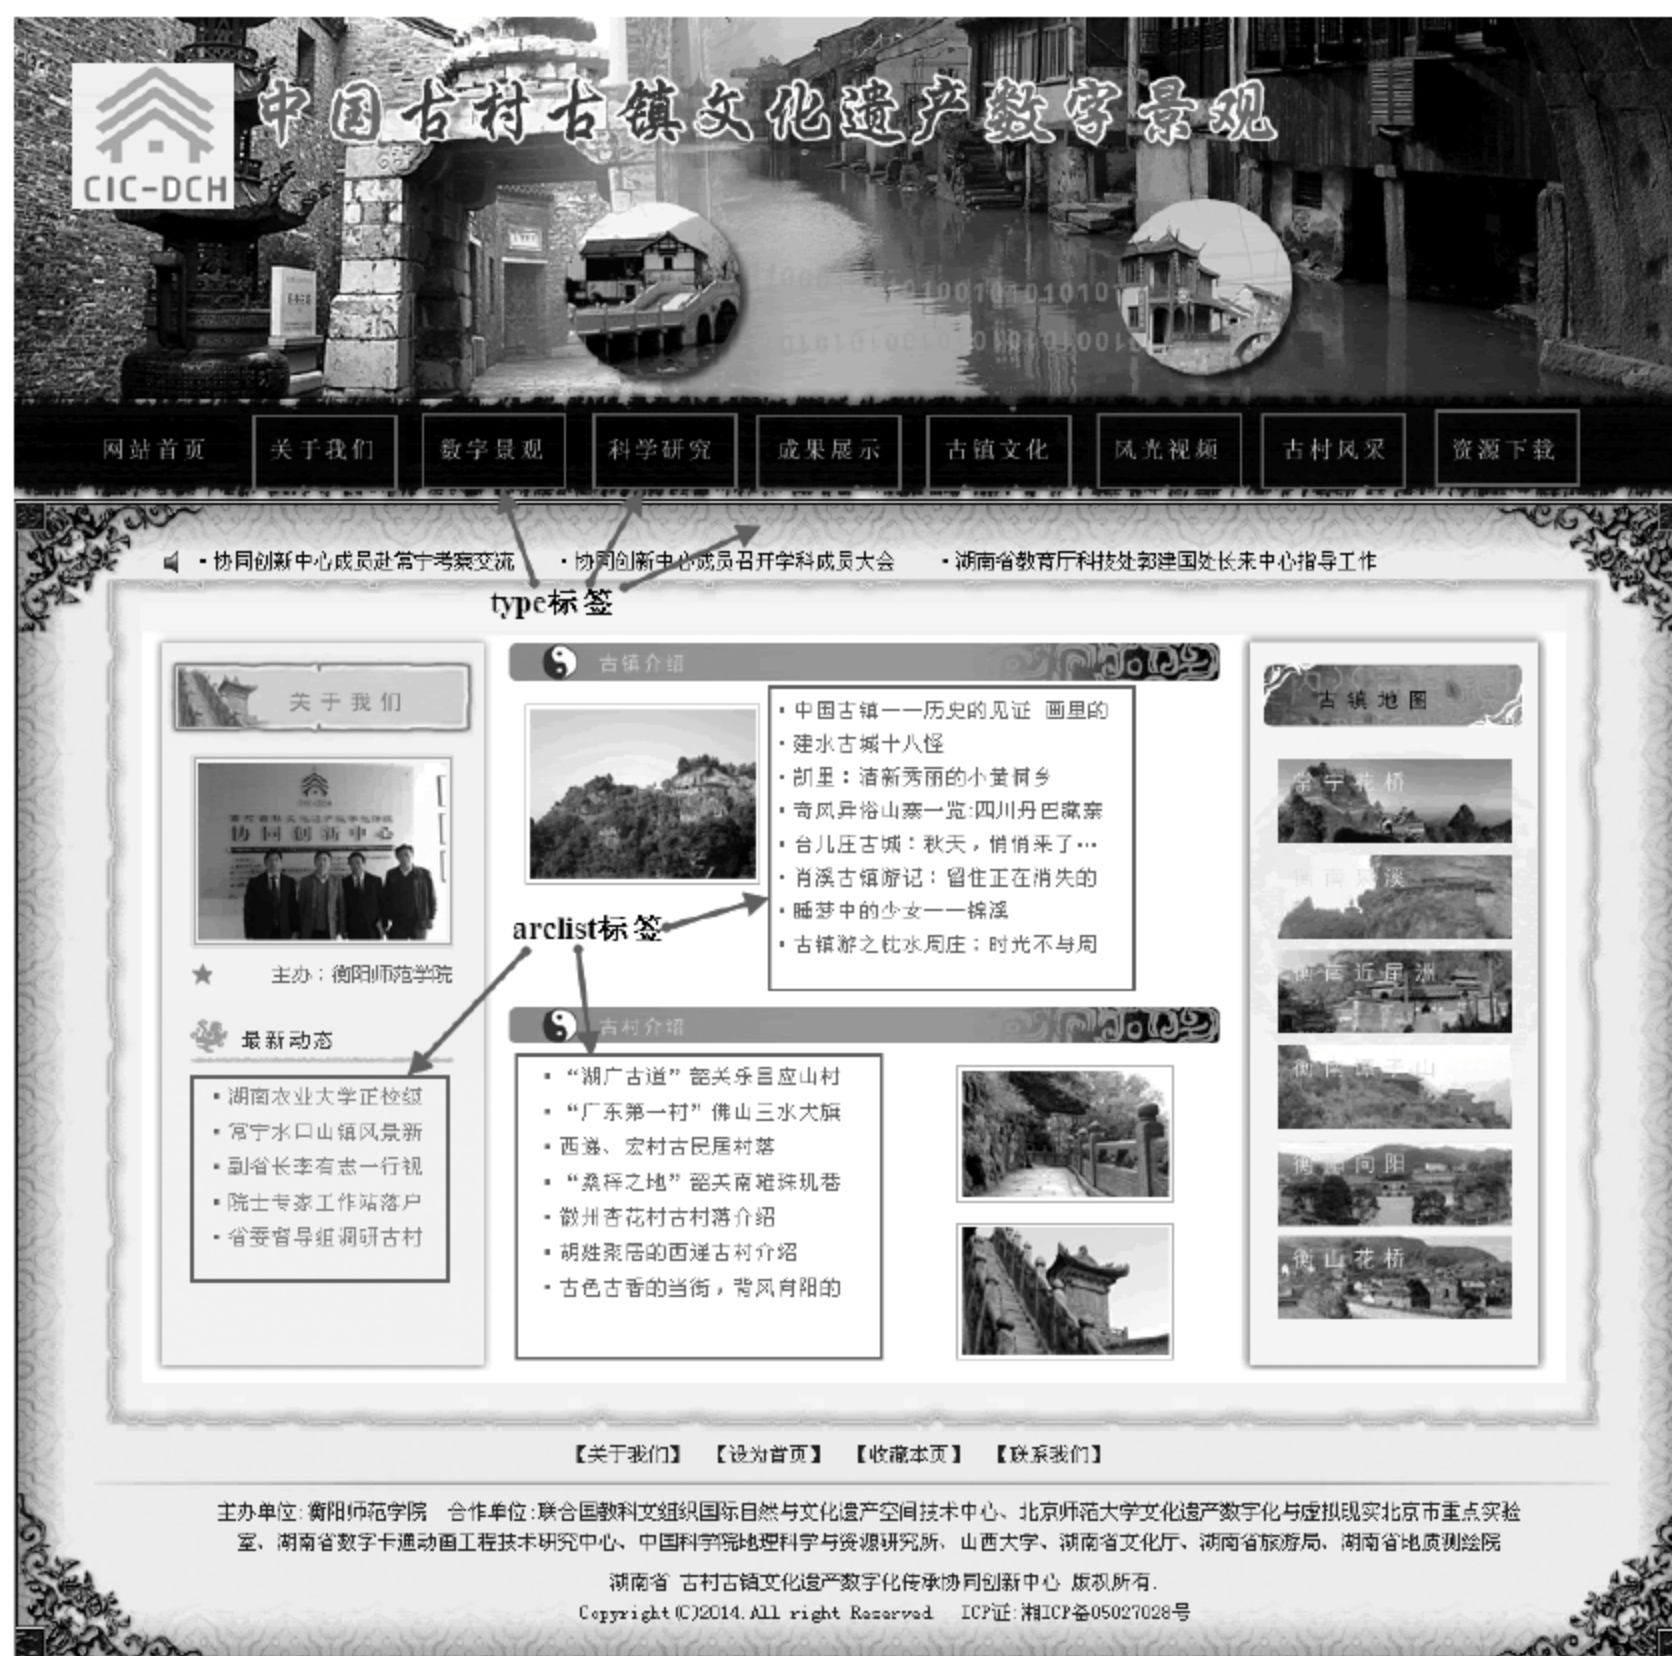 中国古村古镇文化遗产数字景观
CIC-DCH
网站首页 关于我们 数字景观 科学研究 成果展示 古镇文化 风光视频 古村风采 资源下载
·协同创新中心成员赴常宁考察交流 ·协同创新中心成员召开学科成员大会 ·湖南省教育厅科技处郭建国处长来中心指导工作
type标签
关于我们
协同创新中心
主办：衡阳师范学院
最新动态
湖南农业大学正校级
常宁水口山镇风景新
副省长李有志一行视
院士专家工作站落户
省委督导组调研古村
古镇介绍
中国古镇——历史的见证 画里的
建水古城十八怪
凯里：清新秀丽的小黄侗乡
奇风异俗山寨一览:四川丹巴藏寨
台儿庄古城：秋天，悄悄来了…
肖溪古镇游记：留住正在消失的
睡梦中的少女——锦溪
古镇游之枕水周庄：时光不与周
arclist标签
古村介绍
“湖广古道”韶关乐昌应山村
“广东第一村”佛山三水大旗
西递、宏村古民居村落
“桑梓之地”韶关南雄珠玑巷
徽州杏花村古村落介绍
胡姓聚居的西递古村介绍
古色古香的当街，背风向阳的
古镇地图
常宁花桥
衡南近尾洲
衡阳向阳
衡山花桥
【关于我们】 【设为首页】 【收藏本页】 【联系我们】
主办单位:衡阳师范学院 合作单位:联合国教科文组织国际自然与文化遗产空间技术中心、北京师范大学文化遗产数字化与虚拟现实北京市重点实验
室、湖南省数字卡通动画工程技术研究中心、中国科学院地理科学与资源研究所、山西大学、湖南省文化厅、湖南省旅游局、湖南省地质测绘院
湖南省 古村古镇文化遗产数字化传承协同创新中心 版权所有.
Copyright(C)2014.All right Reserved ICP证:湘ICP备05027028号